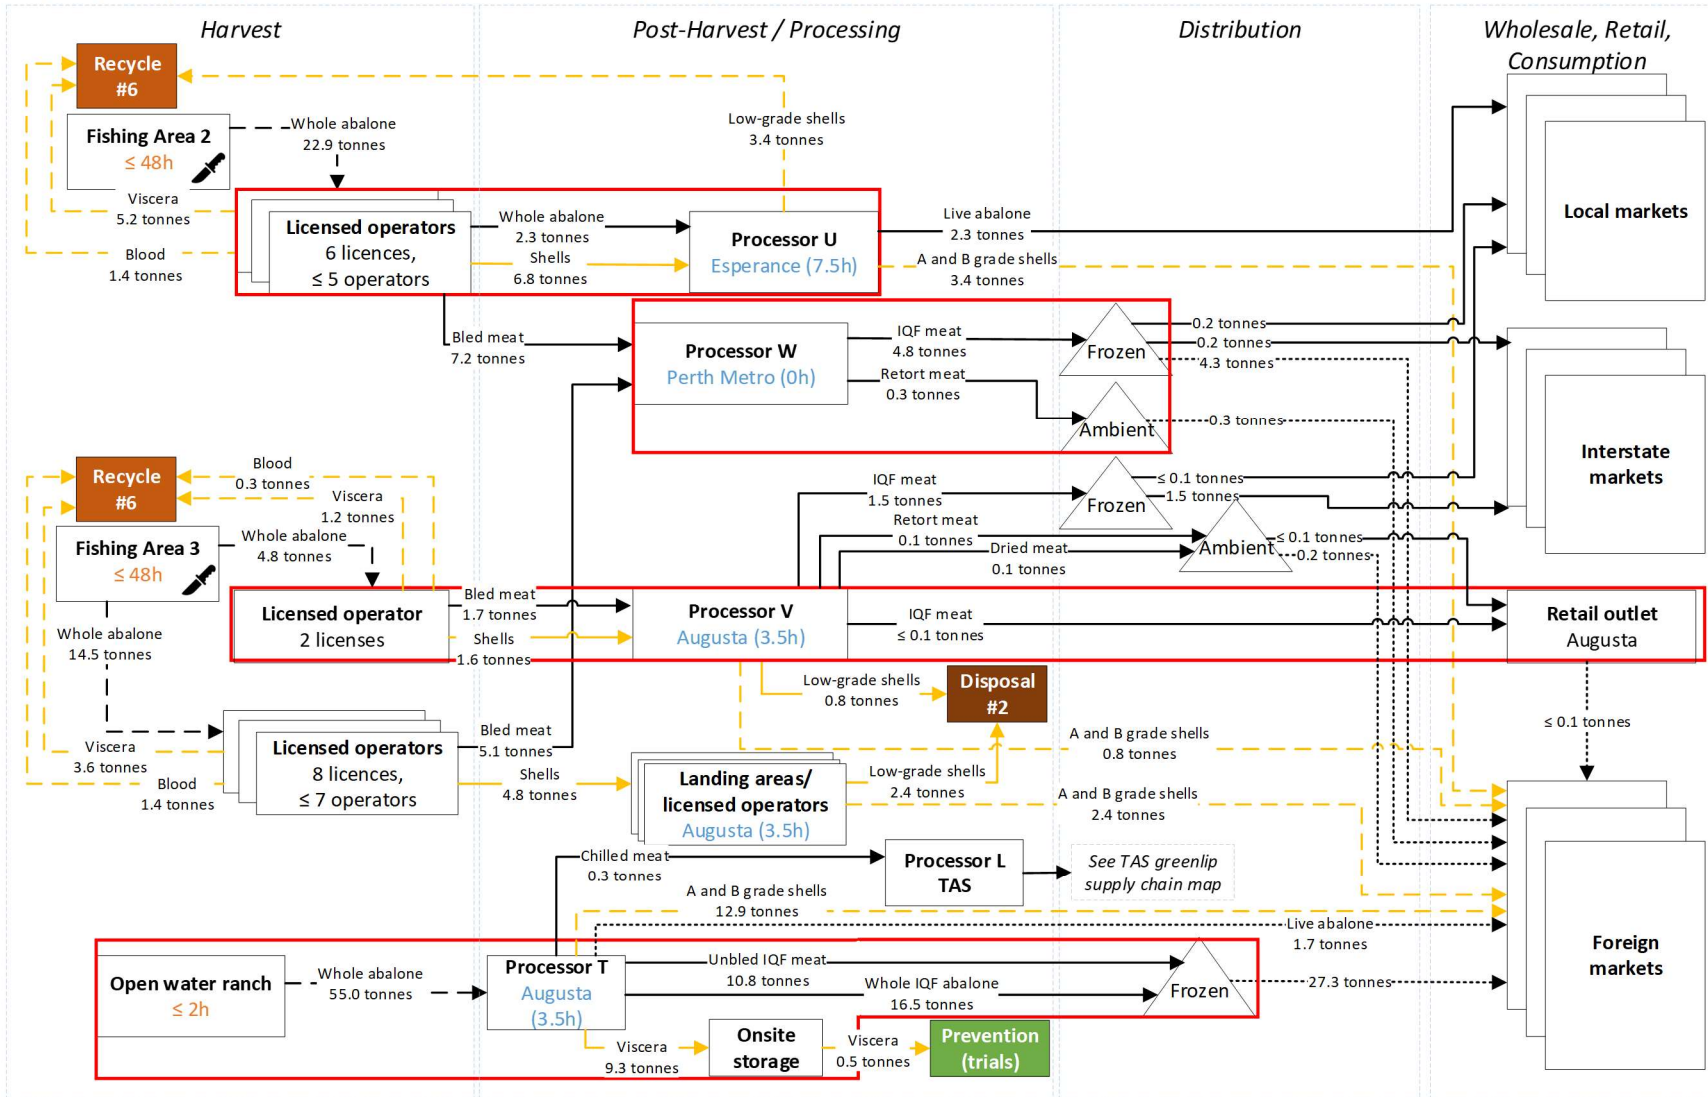 Harvest
Post-Harvest / Processing
Distribution
Wholesale, Retail,
Consumption
Recycle
#6
Fishing Area 2
≤ 48h
Whole abalone
22.9 tonnes
Viscera
5.2 tonnes
Blood
1.4 tonnes
Licensed operators
6 licences,
≤ 5 operators
Whole abalone
2.3 tonnes
Shells
6.8 tonnes
Low-grade shells
3.4 tonnes
Processor U
Esperance (7.5h)
Live abalone
2.3 tonnes
A and B grade shells
3.4 tonnes
Local markets
Bled meat
7.2 tonnes
Processor W
Perth Metro (0h)
IQF meat
4.8 tonnes
Retort meat
0.3 tonnes
Frozen
Ambient
0.2 tonnes
0.2 tonnes
4.3 tonnes
0.3 tonnes
Interstate
markets
Recycle
#6
Blood
0.3 tonnes
Viscera
1.2 tonnes
Fishing Area 3
≤ 48h
Whole abalone
4.8 tonnes
IQF meat
1.5 tonnes
Retort meat
0.1 tonnes
Dried meat
0.1 tonnes
Frozen
≤ 0.1 tonnes
1.5 tonnes
Ambient
≤ 0.1 tonnes
0.2 tonnes
Licensed operator
2 licenses
Bled meat
1.7 tonnes
Shells
1.6 tonnes
Processor V
Augusta (3.5h)
IQF meat
≤ 0.1 tonnes
Retail outlet
Augusta
Whole abalone
14.5 tonnes
Low-grade shells
0.8 tonnes
Disposal
#2
A and B grade shells
0.8 tonnes
≤ 0.1 tonnes
Viscera
3.6 tonnes
Blood
1.4 tonnes
Licensed operators
8 licences,
≤ 7 operators
Bled meat
5.1 tonnes
Shells
4.8 tonnes
Landing areas/
licensed operators
Augusta (3.5h)
Low-grade shells
2.4 tonnes
A and B grade shells
2.4 tonnes
Chilled meat
0.3 tonnes
Processor L
TAS
See TAS greenlip
supply chain map
A and B grade shells
12.9 tonnes
Live abalone
1.7 tonnes
Foreign
markets
Open water ranch
≤ 2h
Whole abalone
55.0 tonnes
Processor T
Augusta
(3.5h)
Unbled IQF meat
10.8 tonnes
Whole IQF abalone
16.5 tonnes
Frozen
27.3 tonnes
Viscera
9.3 tonnes
Onsite
storage
Viscera
0.5 tonnes
Prevention
(trials)